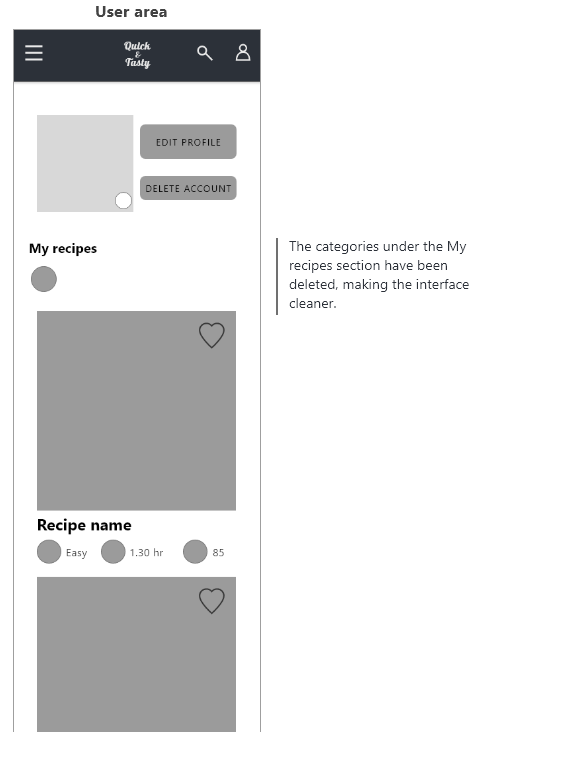 User area
Quick
&
Tasty
EDIT PROFILE
DELETE ACCOUNT
My recipes
The categories under the My
recipes section have been
deleted, making the interface
cleaner.
Recipe name
Easy 1.30 hr 85